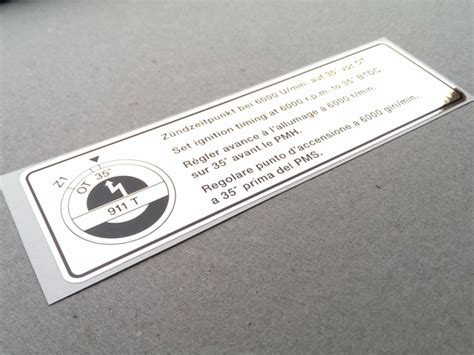 Zündzeitpunkt bei 6000 U/min. auf 35° vor OT
Set ignition timing at 6000 r.p.m. to 35° BTDC.
Régler avance à l'allumage à 6000 t/min.
sur 35° avant le PMH.
Regolare punto d'accensione a 6000 giri/min.
a 35° prima del PMS.
Z1
OT 35°
911 T